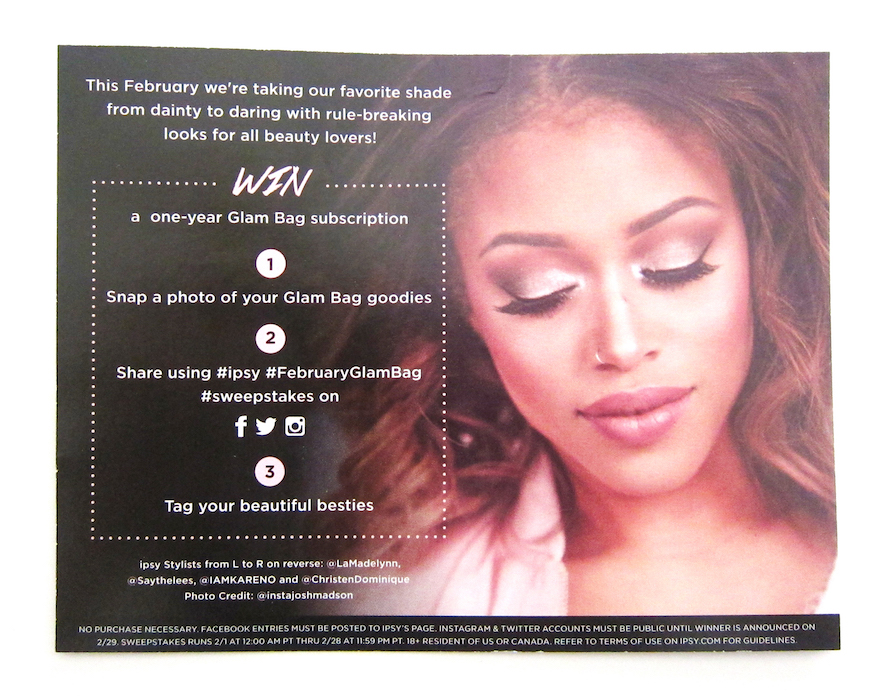 This February we're taking our favorite shade
from dainty to daring with rule-breaking
looks for all beauty lovers!
WIN
a one-year Glam Bag subscription
1
Snap a photo of your Glam Bag goodies
2
Share using #ipsy #FebruaryGlamBag
#sweepstakes on
3
Tag your beautiful besties
ipsy Stylists from L to R on reverse: @LaMadelynn,
@Saythelees, @IAMKARENO and @ChristenDominique
Photo Credit: @instajoshmadson
NO PURCHASE NECESSARY. FACEBOOK ENTRIES MUST BE POSTED TO IPSY'S PAGE. INSTAGRAM & TWITTER ACCOUNTS MUST BE PUBLIC UNTIL WINNER IS ANNOUNCED ON
2/29. SWEEPSTAKES RUNS 2/1 AT 12:00 AM PT THRU 2/28 AT 11:59 PM PT. 18+ RESIDENT OF US OR CANADA. REFER TO TERMS OF USE ON IPSY.COM FOR GUIDELINES.